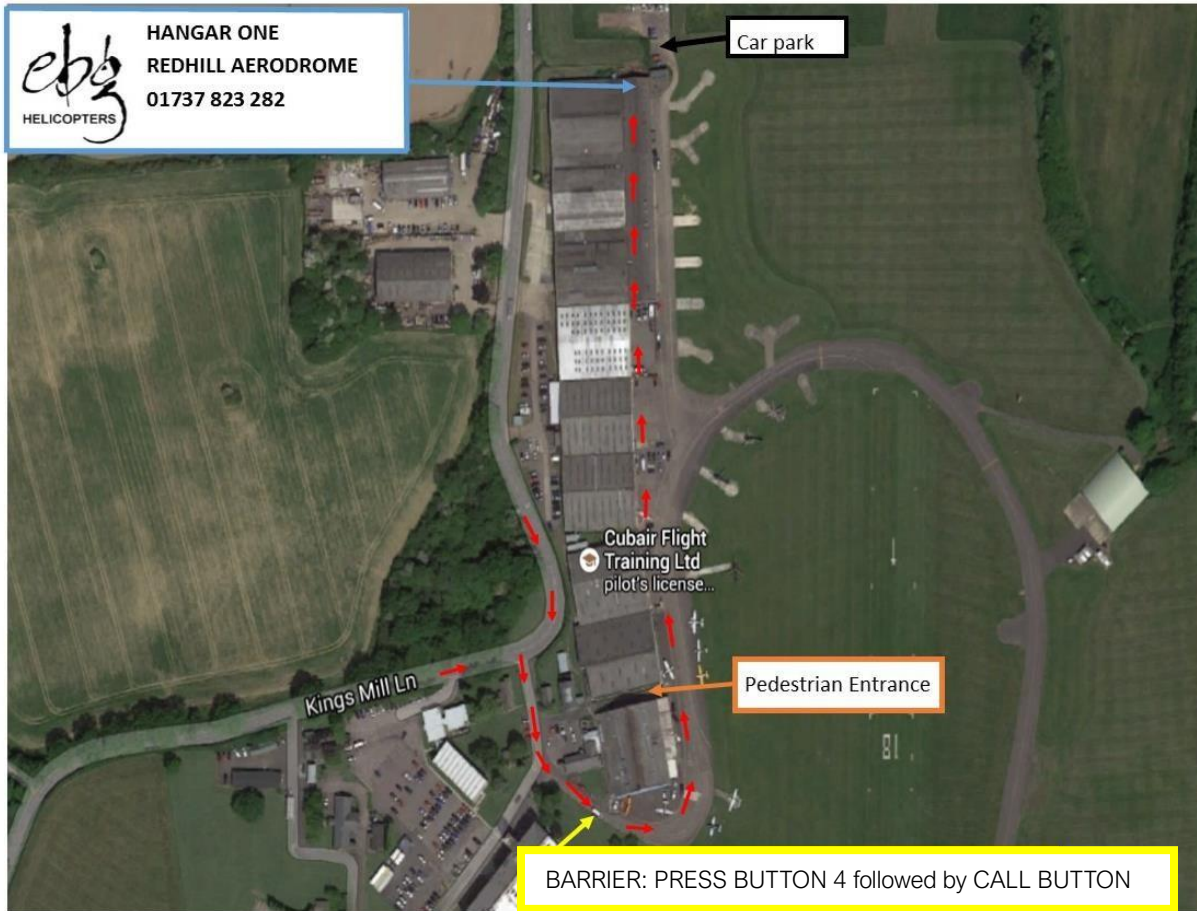 ebg
HELICOPTERS
HANGAR ONE
REDHILL AERODROME
01737 823 282
Car park
Cubair Flight
Training Ltd
pilot's license...
Pedestrian Entrance
Kings Mill Ln
18
BARRIER: PRESS BUTTON 4 followed by CALL BUTTON